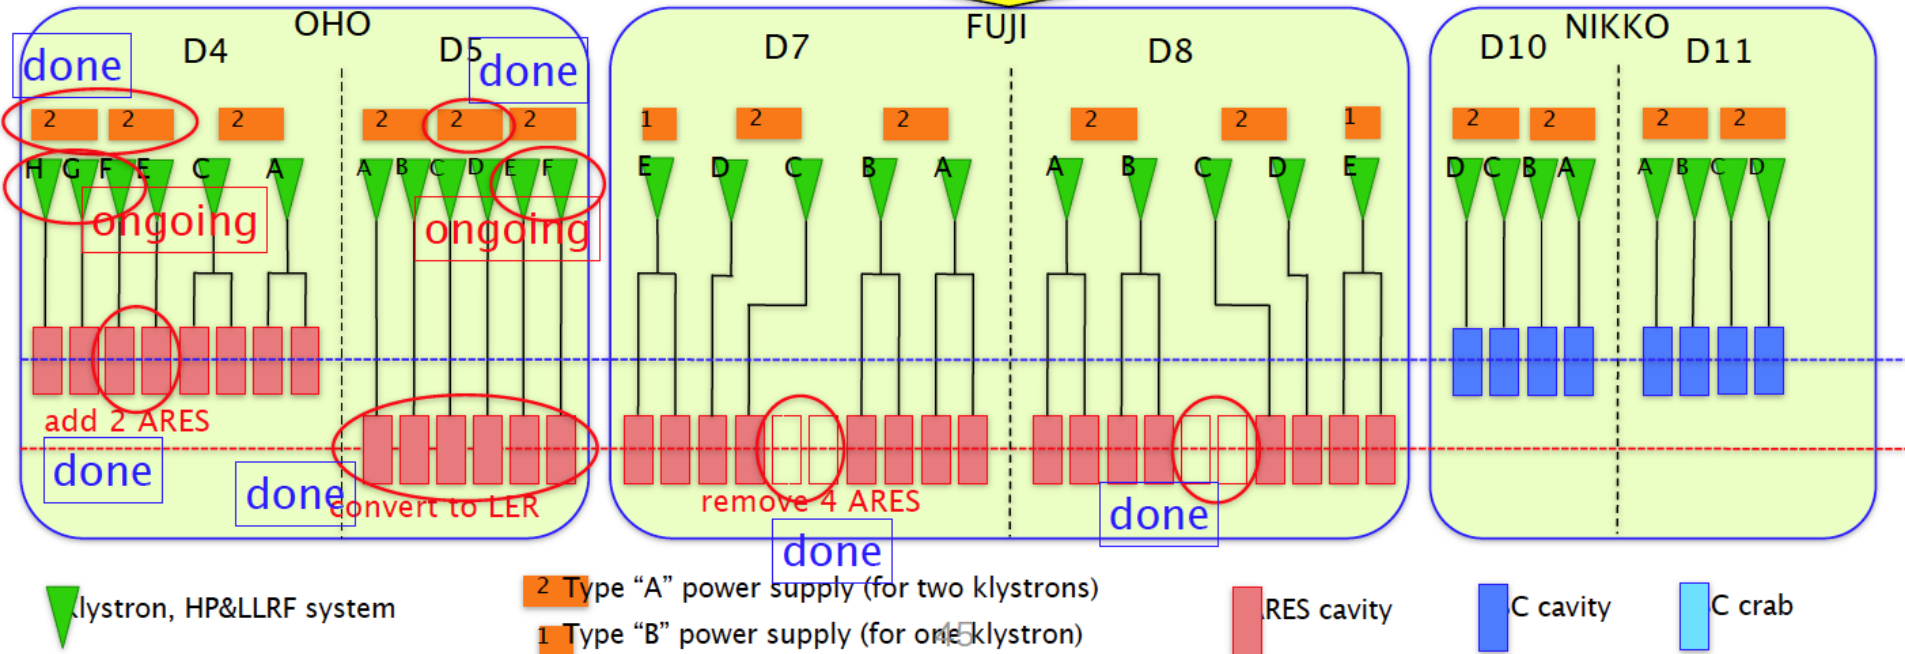 OHO
FUJI
NIKKO
D4
D5
D7
D8
D10
D11
done
done
2 2 2 2 2 2 1 2 2 2 2 1 2 2 2 2
H G F E C A A B C D E F E D C B A A B C D E D C B A A B C D
ongoing
ongoing
add 2 ARES
done
done
convert to LER
remove 4 ARES
done
done
Klystron, HP&LLRF system
2 Type “A” power supply (for two klystrons)
1 Type “B” power supply (for one klystron)
45
ARES cavity
C cavity
C crab